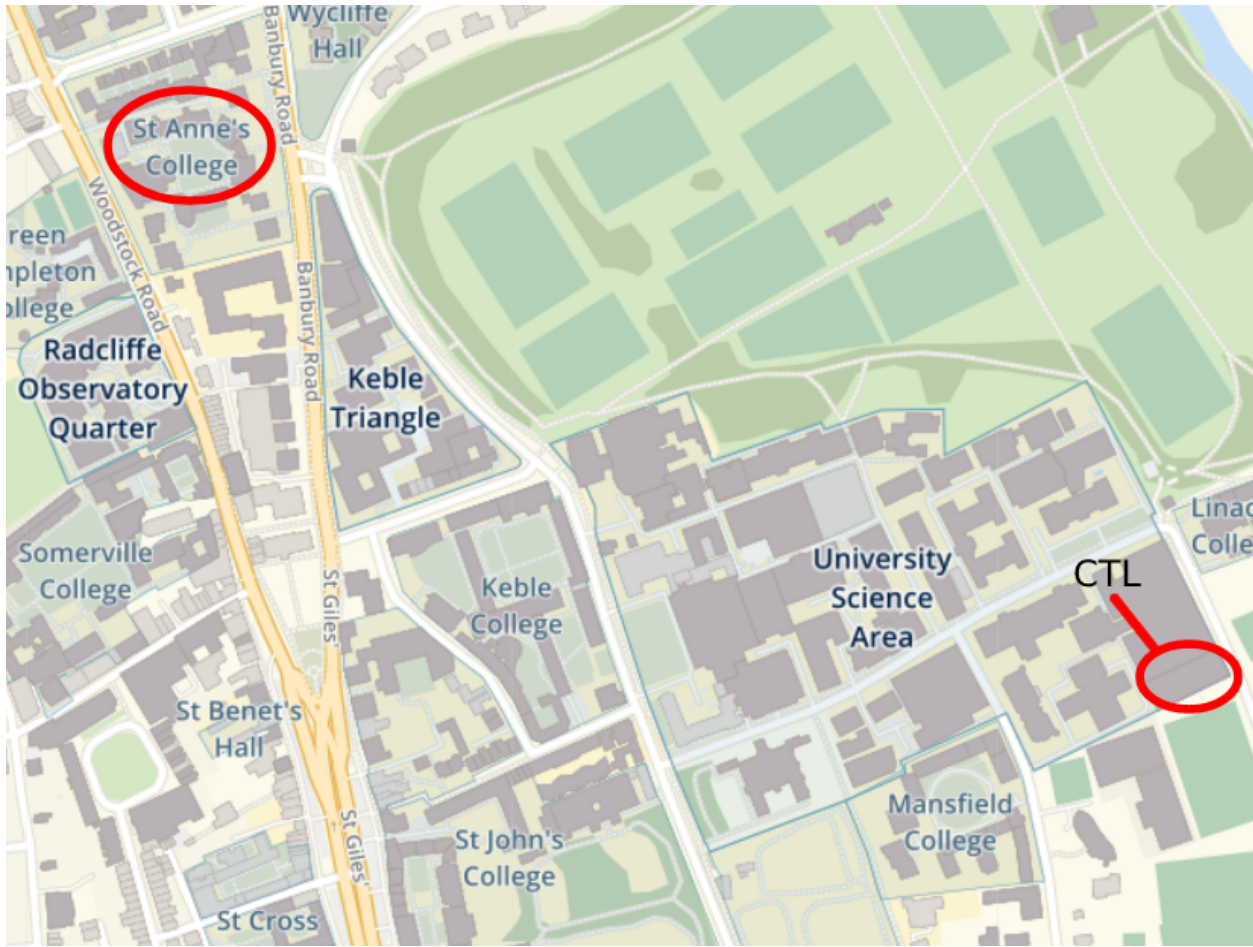 Wycliffe
Hall
Banbury Road
St Anne's
College
Woodstock Road
reen
mpleton
ollege
Banbury Road
Radcliffe
Observatory
Quarter
Keble
Triangle
Linac
Colle
Somerville
College
St Giles'
Keble
College
University
Science
Area
CTL
St Benet's
Hall
Mansfield
College
St Giles'
St John's
College
St Cross